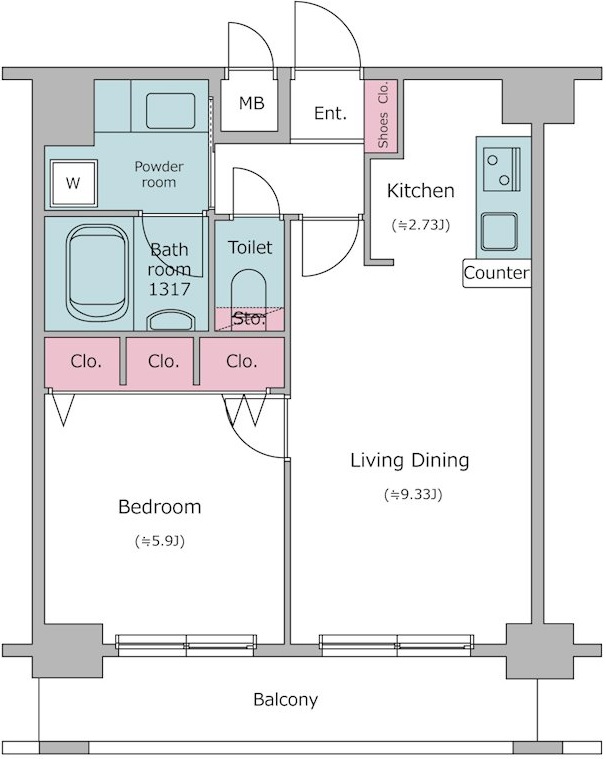 MB
Ent.
Shoes Clo.
Powder
room
W
Kitchen
(≒2.73J)
Bath
room
1317
Toilet
Sto.
Counter
Clo.
Clo.
Clo.
Living Dining
(≒9.33J)
Bedroom
(≒5.9J)
Balcony